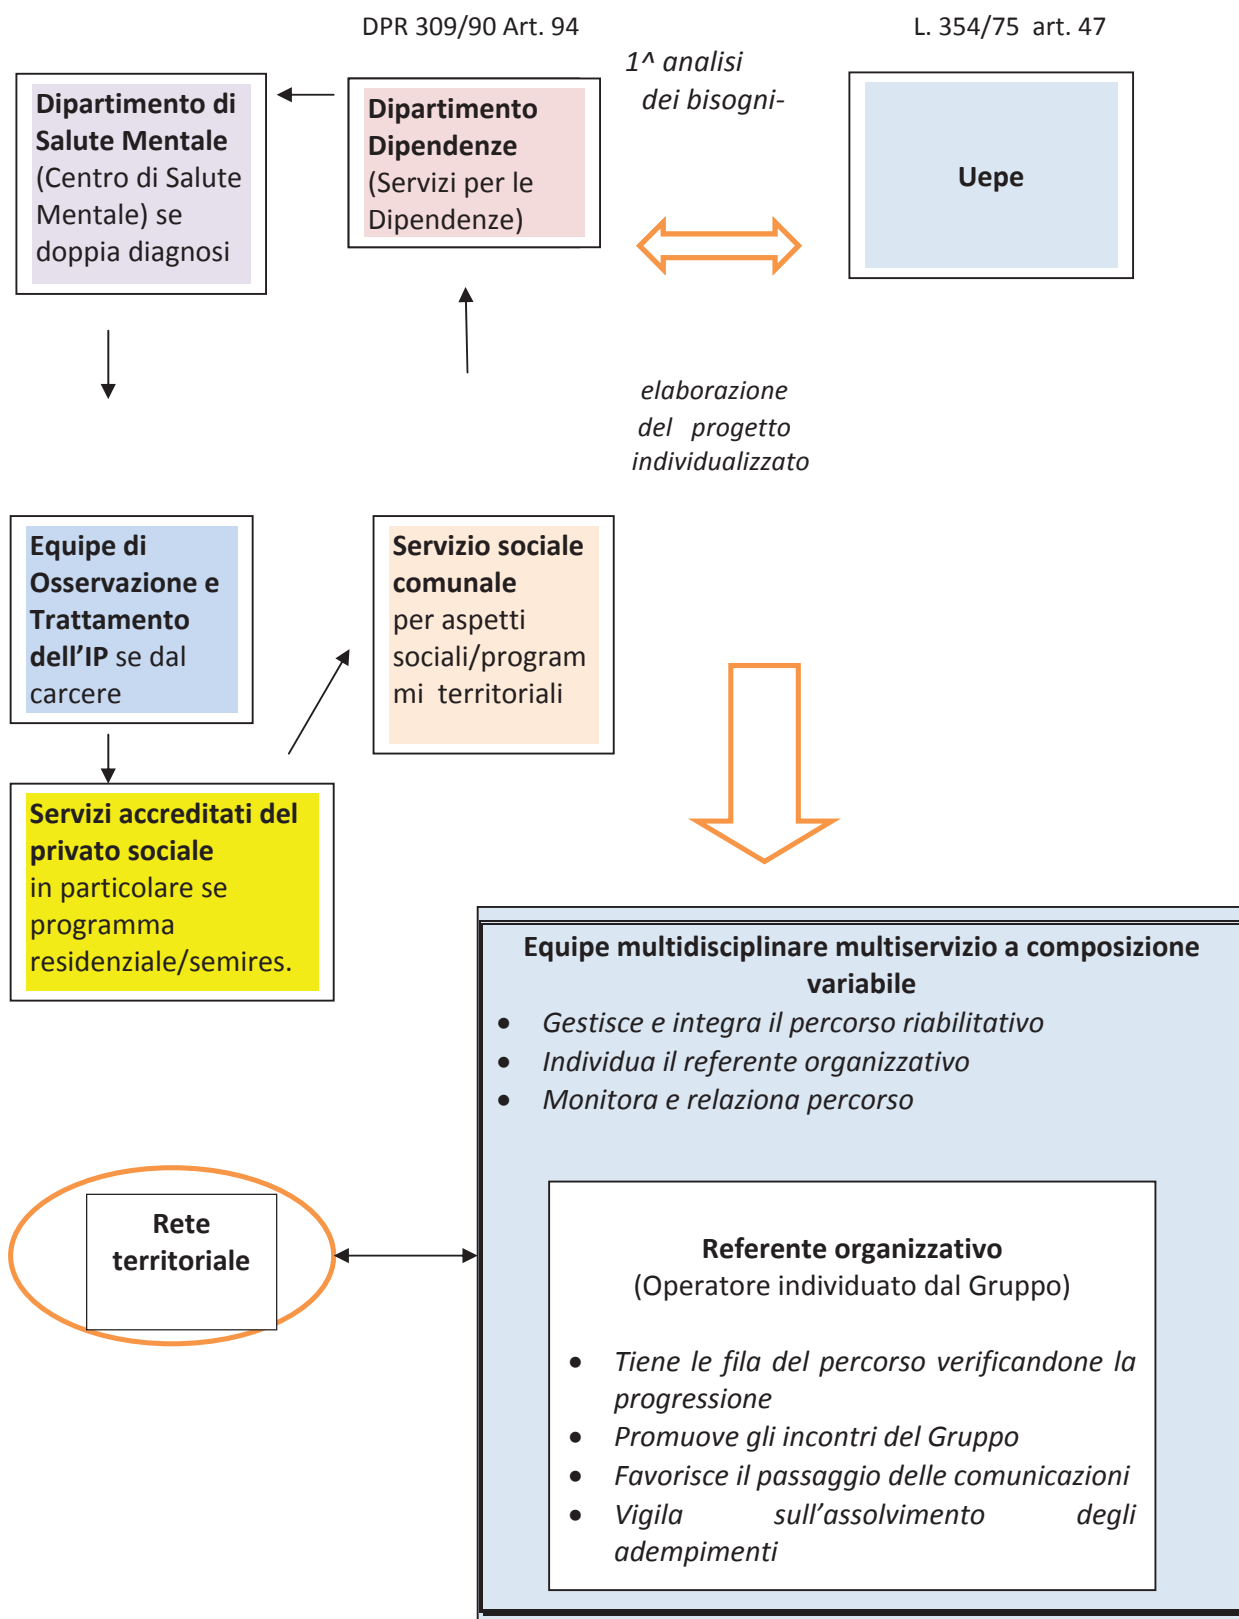 DPR 309/90 Art. 94
L. 354/75 art. 47
1^ analisi
dei bisogni-
Dipartimento di
Salute Mentale
(Centro di Salute
Mentale) se
doppia diagnosi
Dipartimento
Dipendenze
(Servizi per le
Dipendenze)
Uepe
elaborazione
del progetto
individualizzato
Equipe di
Osservazione e
Trattamento
dell’IP se dal
carcere
Servizio sociale
comunale
per aspetti
sociali/program
mi territoriali
Servizi accreditati del
privato sociale
in particolare se
programma
residenziale/semires.
Equipe multidisciplinare multiservizio a composizione
variabile
• Gestisce e integra il percorso riabilitativo
• Individua il referente organizzativo
• Monitora e relaziona percorso
Rete
territoriale
Referente organizzativo
(Operatore individuato dal Gruppo)
• Tiene le fila del percorso verificandone la
progressione
• Promuove gli incontri del Gruppo
• Favorisce il passaggio delle comunicazioni
• Vigila sull’assolvimento degli
adempimenti